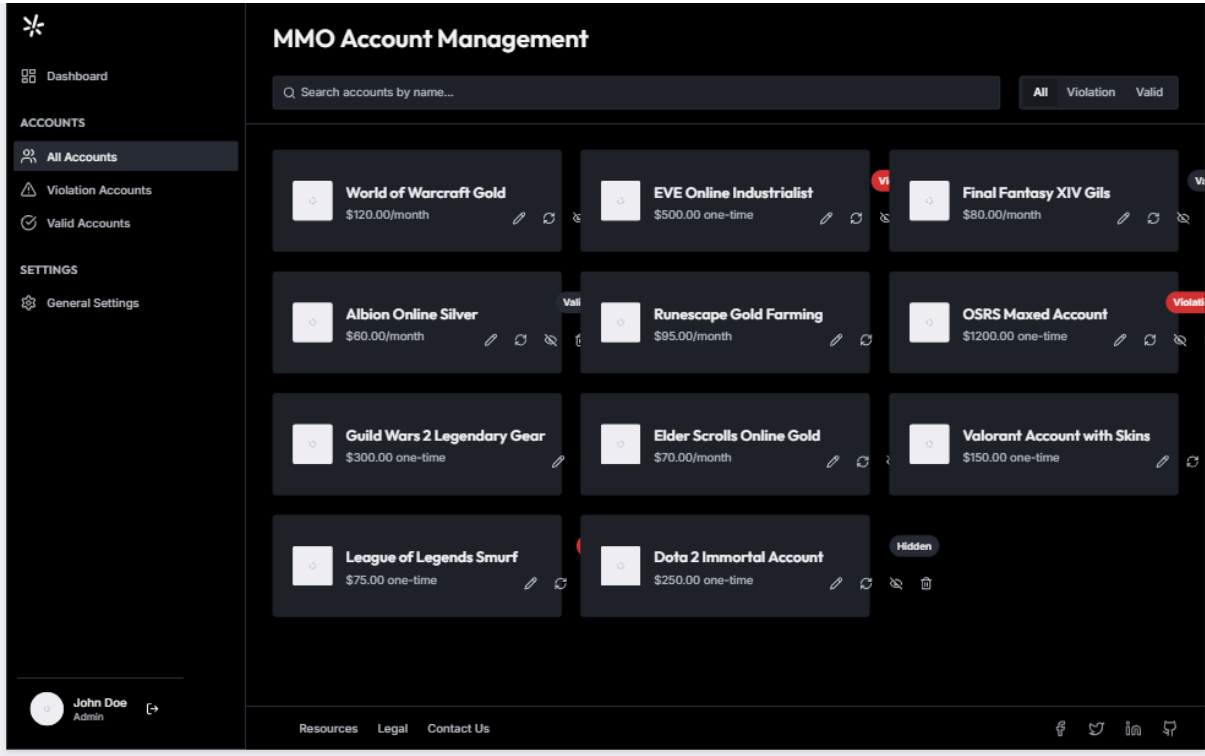 MMO Account Management
Dashboard
Search accounts by name...
All Violation Valid
ACCOUNTS
All Accounts
Violation Accounts
Valid Accounts
SETTINGS
General Settings
World of Warcraft Gold
$120.00/month
EVE Online Industrialist
$500.00 one-time
Final Fantasy XIV Gils
$80.00/month
Albion Online Silver
$60.00/month
Runescape Gold Farming
$95.00/month
OSRS Maxed Account
$1200.00 one-time
Guild Wars 2 Legendary Gear
$300.00 one-time
Elder Scrolls Online Gold
$70.00/month
Valorant Account with Skins
$150.00 one-time
League of Legends Smurf
$75.00 one-time
Dota 2 Immortal Account
$250.00 one-time
Hidden
John Doe
Admin
Resources Legal Contact Us